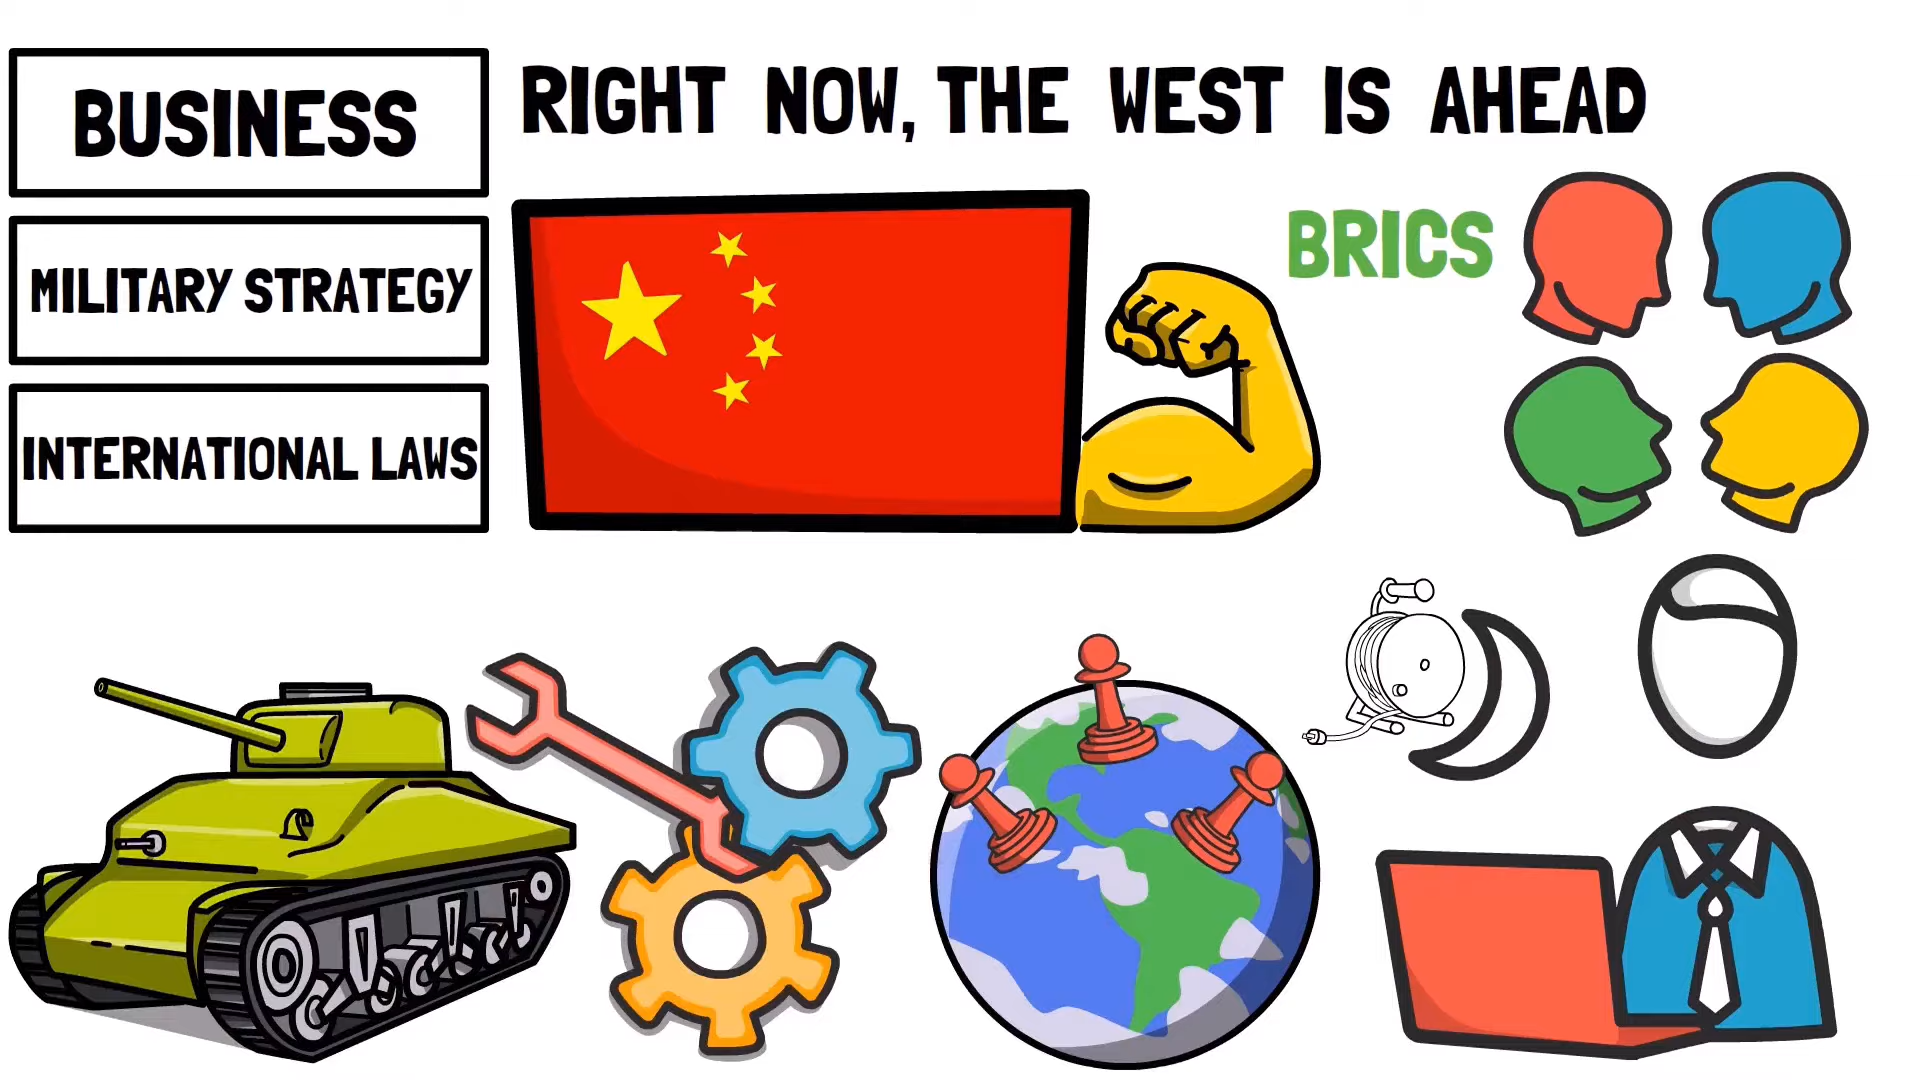 BUSINESS
RIGHT NOW, THE WEST IS AHEAD
MILITARY STRATEGY
BRICS
INTERNATIONAL LAWS